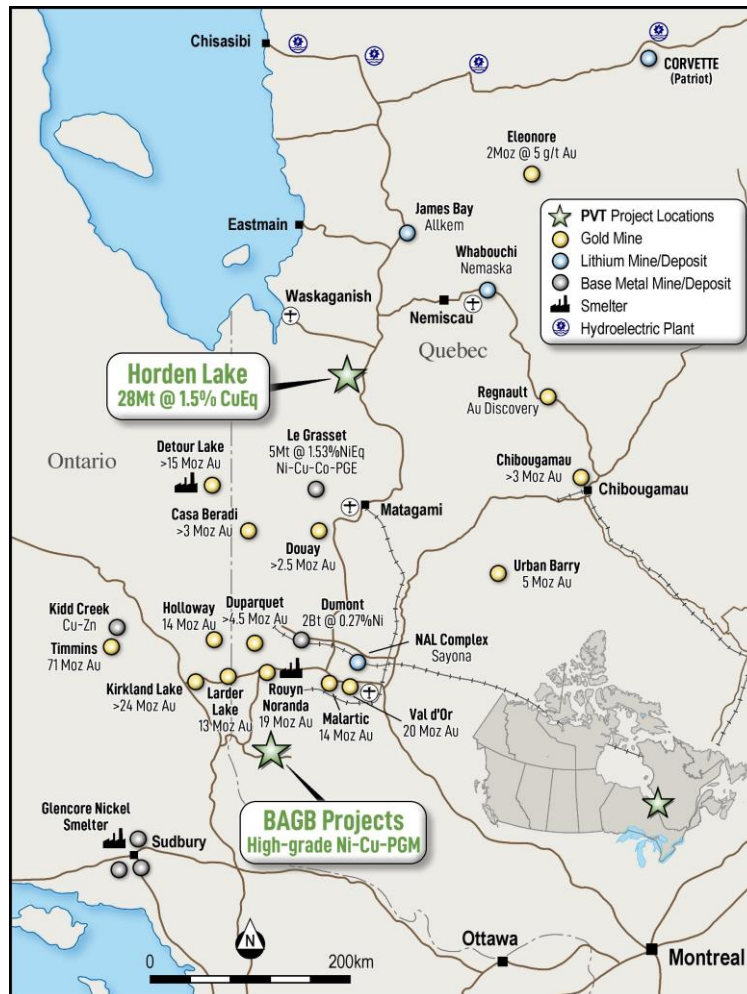 Chisasibi
CORVETTE
(Patriot)
Eleonore
2Moz @ 5 g/t Au
PVT Project Locations
Gold Mine
Lithium Mine/Deposit
Base Metal Mine/Deposit
Smelter
Hydroelectric Plant
James Bay
Allkem
Eastmain
Whabouchi
Nemaska
Waskaganish
Nemiscau
Quebec
Horden Lake
28Mt @ 1.5% CuEq
Regnault
Au Discovery
Ontario
Detour Lake
>15 Moz Au
Le Grasset
5Mt @ 1.53%NiEq
Ni-Cu-Co-PGE
Chibougamau
>3 Moz Au
Chibougamau
Matagami
Casa Beradi
>3 Moz Au
Douay
>2.5 Moz Au
Urban Barry
5 Moz Au
Kidd Creek
Cu-Zn
Timmins
71 Moz Au
Holloway
14 Moz Au
Duparquet
>4.5 Moz Au
Dumont
2Bt @ 0.27%Ni
NAL Complex
Sayona
Kirkland Lake
>24 Moz Au
Larder
Lake
13 Moz Au
Rouyn
Noranda
19 Moz Au
Malartic
14 Moz Au
Val d'Or
20 Moz Au
BAGB Projects
High-grade Ni-Cu-PGM
Glencore Nickel
Smelter
Sudbury
N
0
200km
Ottawa
Montreal